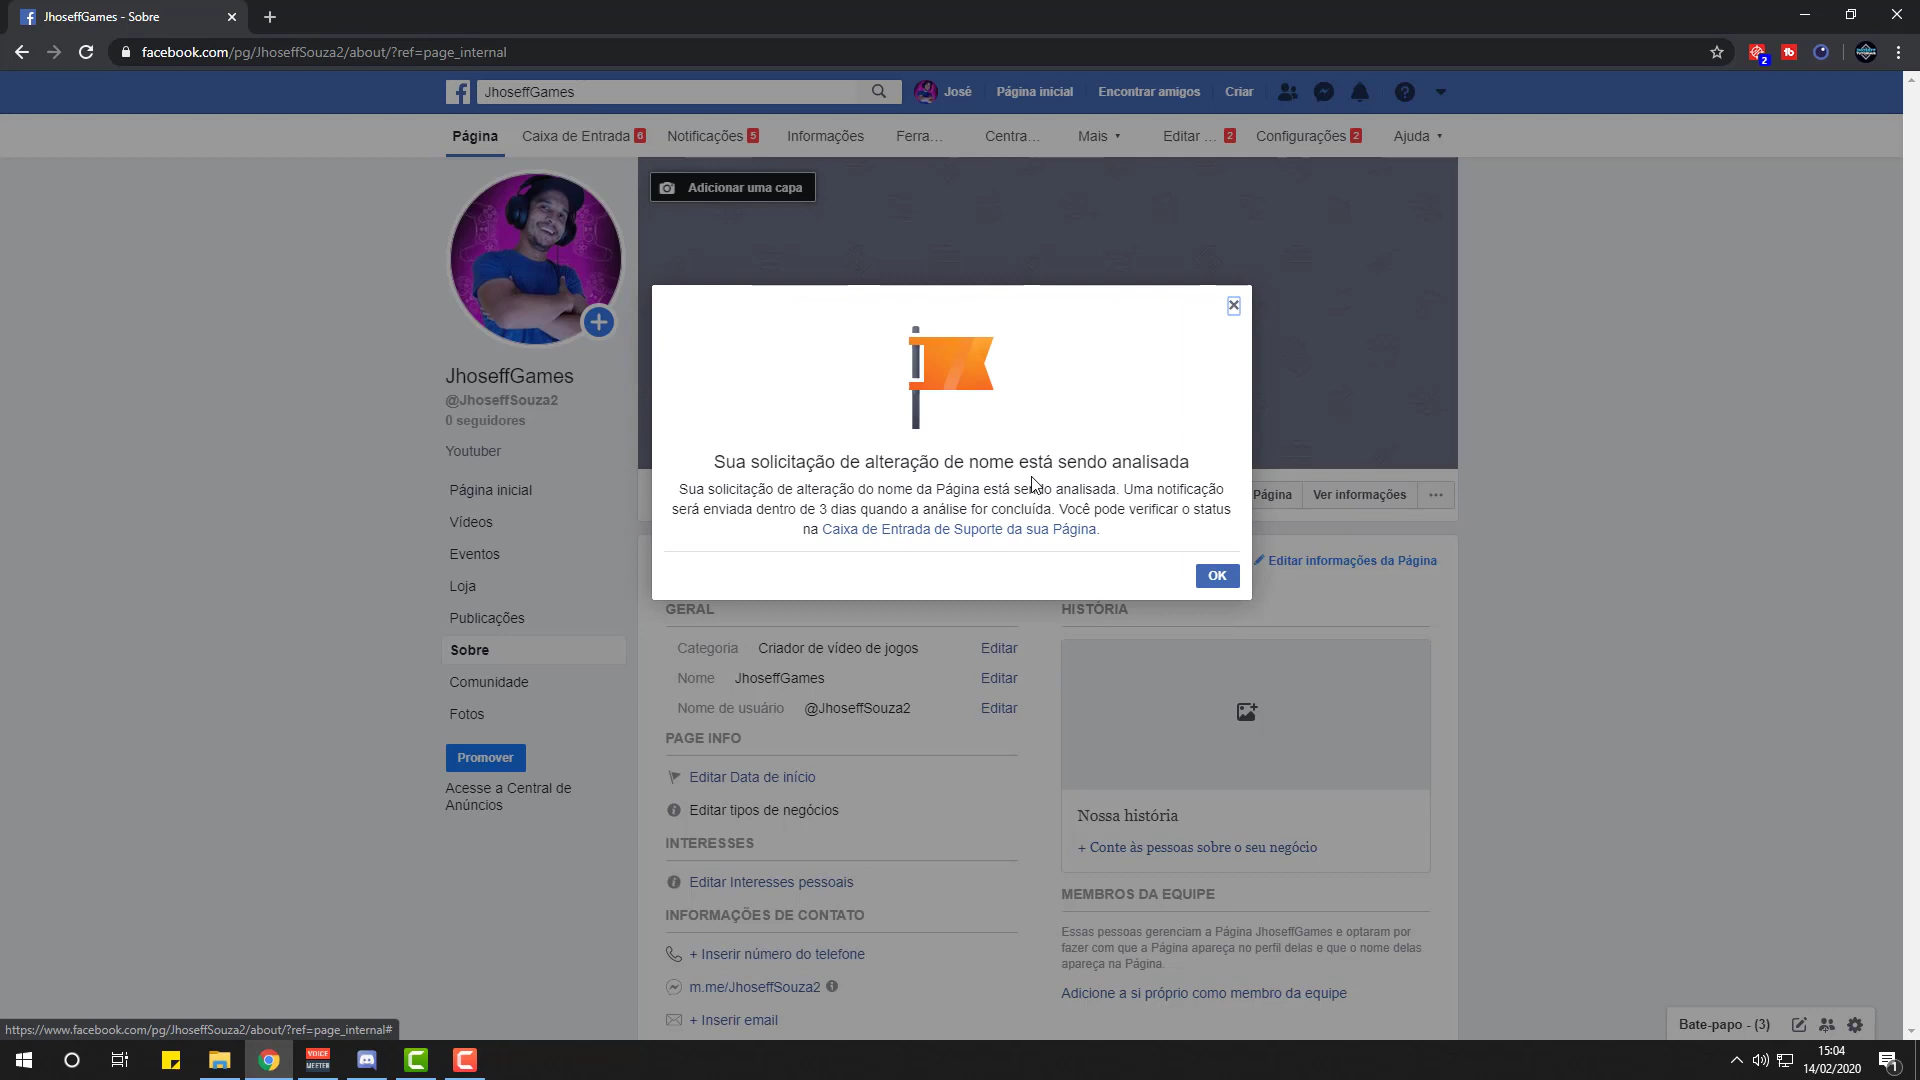 JhoseffGames - Sobre
facebook.com/pg/JhoseffSouza2/about/?ref=page_internal
2
JhoseffGames
José
Página inicial
Encontrar amigos
Criar
Página
Caixa de Entrada 6
Notificações 5
Informações
Ferra...
Centra...
Mais
Editar ... 2
Configurações 2
Ajuda
Adicionar uma capa
JhoseffGames
@JhoseffSouza2
0 seguidores
Youtuber
Página inicial
Vídeos
Eventos
Loja
Publicações
Sobre
Comunidade
Fotos
Promover
Acesse a Central de
Anúncios
Sua solicitação de alteração de nome está sendo analisada
Sua solicitação de alteração do nome da Página está sendo analisada. Uma notificação
será enviada dentro de 3 dias quando a análise for concluída. Você pode verificar o status
na Caixa de Entrada de Suporte da sua Página.
OK
Página
Ver informações
Editar informações da Página
GERAL
Categoria Criador de vídeo de jogos Editar
Nome JhoseffGames Editar
Nome de usuário @JhoseffSouza2 Editar
PAGE INFO
Editar Data de início
Editar tipos de negócios
INTERESSES
Editar Interesses pessoais
INFORMAÇÕES DE CONTATO
+ Inserir número do telefone
m.me/JhoseffSouza2
+ Inserir email
HISTÓRIA
Nossa história
+ Conte às pessoas sobre o seu negócio
MEMBROS DA EQUIPE
Essas pessoas gerenciam a Página JhoseffGames e optaram por
fazer com que a Página apareça no perfil delas e que o nome delas
apareça na Página.
Adicione a si próprio como membro da equipe
Bate-papo - (3)
https://www.facebook.com/pg/JhoseffSouza2/about/?ref=page_internal#
VOICE
MEETER
15:04
14/02/2020
1